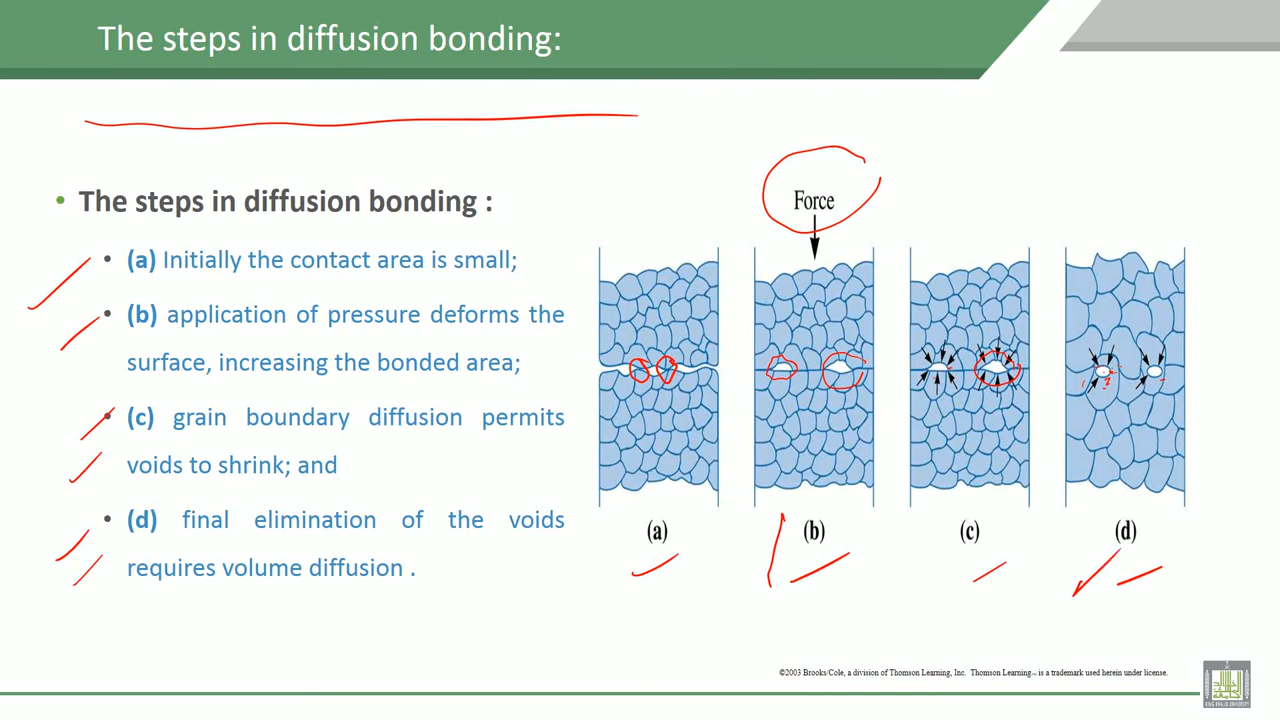 The steps in diffusion bonding:
• The steps in diffusion bonding :
• (a) Initially the contact area is small;
• (b) application of pressure deforms the
surface, increasing the bonded area;
• (c) grain boundary diffusion permits
voids to shrink; and
• (d) final elimination of the voids
requires volume diffusion .
Force
(a) (b) (c) (d)
©2003 Brooks/Cole, a division of Thomson Learning, Inc. Thomson Learning™ is a trademark used herein under license.
KING KHALID UNIVERSITY